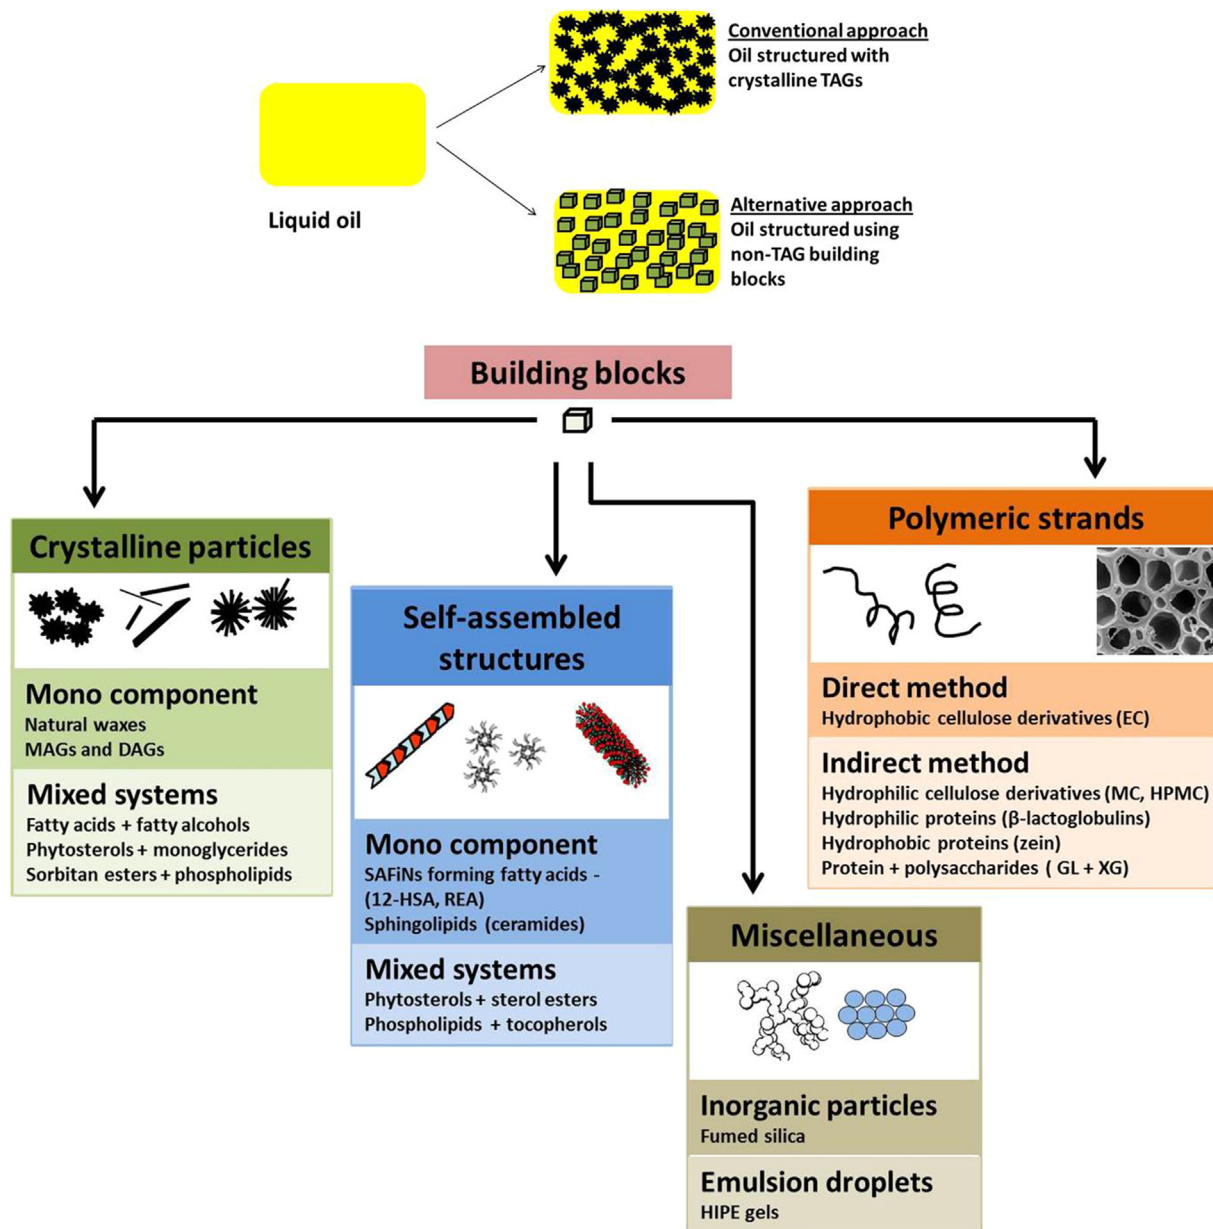 Conventional approach
Oil structured with
crystalline TAGs
Liquid oil
Alternative approach
Oil structured using
non-TAG building
blocks
Building blocks
Crystalline particles
Mono component
Natural waxes
MAGs and DAGs
Mixed systems
Fatty acids + fatty alcohols
Phytosterols + monoglycerides
Sorbitan esters + phospholipids
Self-assembled
structures
Mono component
SAFiNs forming fatty acids -
(12-HSA, REA)
Sphingolipids (ceramides)
Mixed systems
Phytosterols + sterol esters
Phospholipids + tocopherols
Miscellaneous
Inorganic particles
Fumed silica
Emulsion droplets
HIPE gels
Polymeric strands
Direct method
Hydrophobic cellulose derivatives (EC)
Indirect method
Hydrophilic cellulose derivatives (MC, HPMC)
Hydrophilic proteins (β-lactoglobulins)
Hydrophobic proteins (zein)
Protein + polysaccharides ( GL + XG)